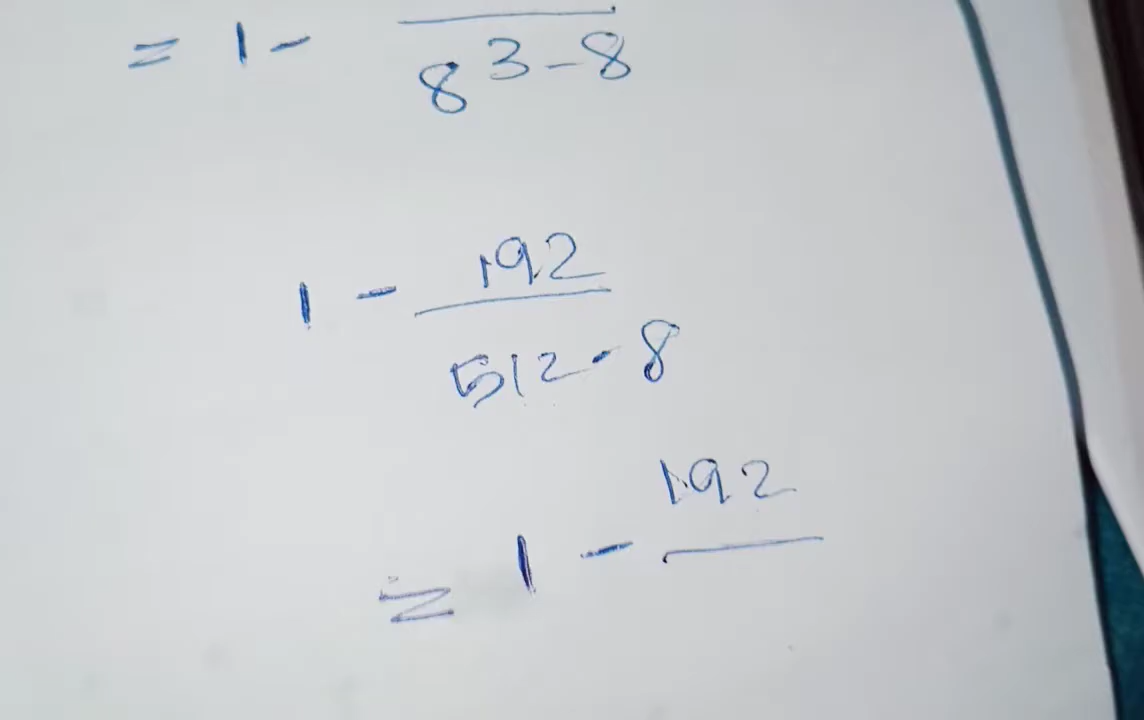 = 1 - 
8³ - 8
192
1 - 
512 - 8
192
= 1 -